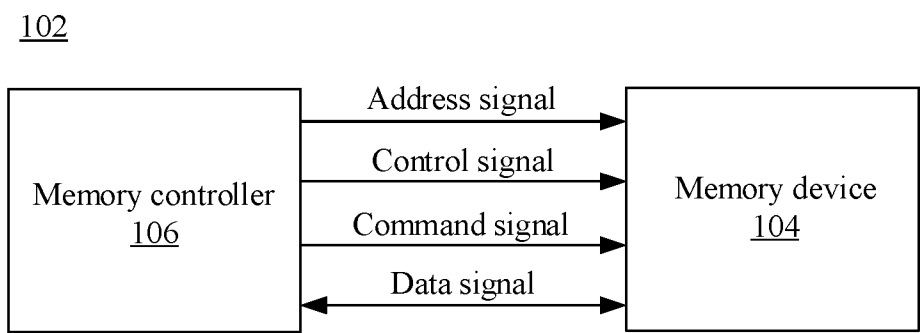 102
Address signal
Control signal
Memory controller
106
Memory device
104
Command signal
Data signal